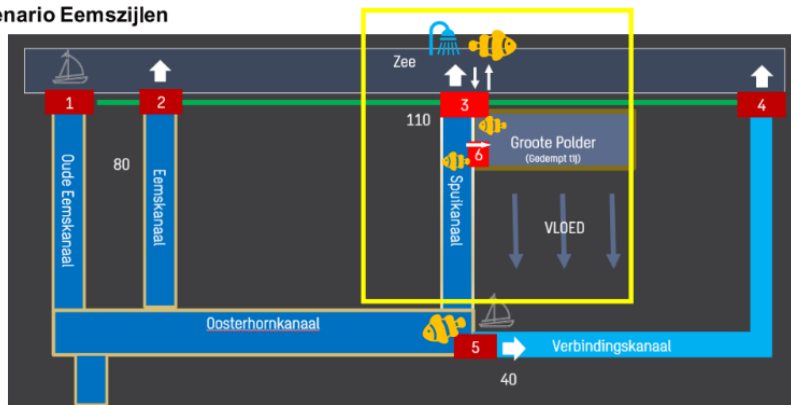 enario Eemszijlen
Zee
1
2
3
4
110
6
Groote Polder
(Gedempt tij)
80
Oude Eemskanaal
Eemskanaal
Spuikanaal
VLOED
Oosterhornkanaal
5
Verbindingskanaal
40